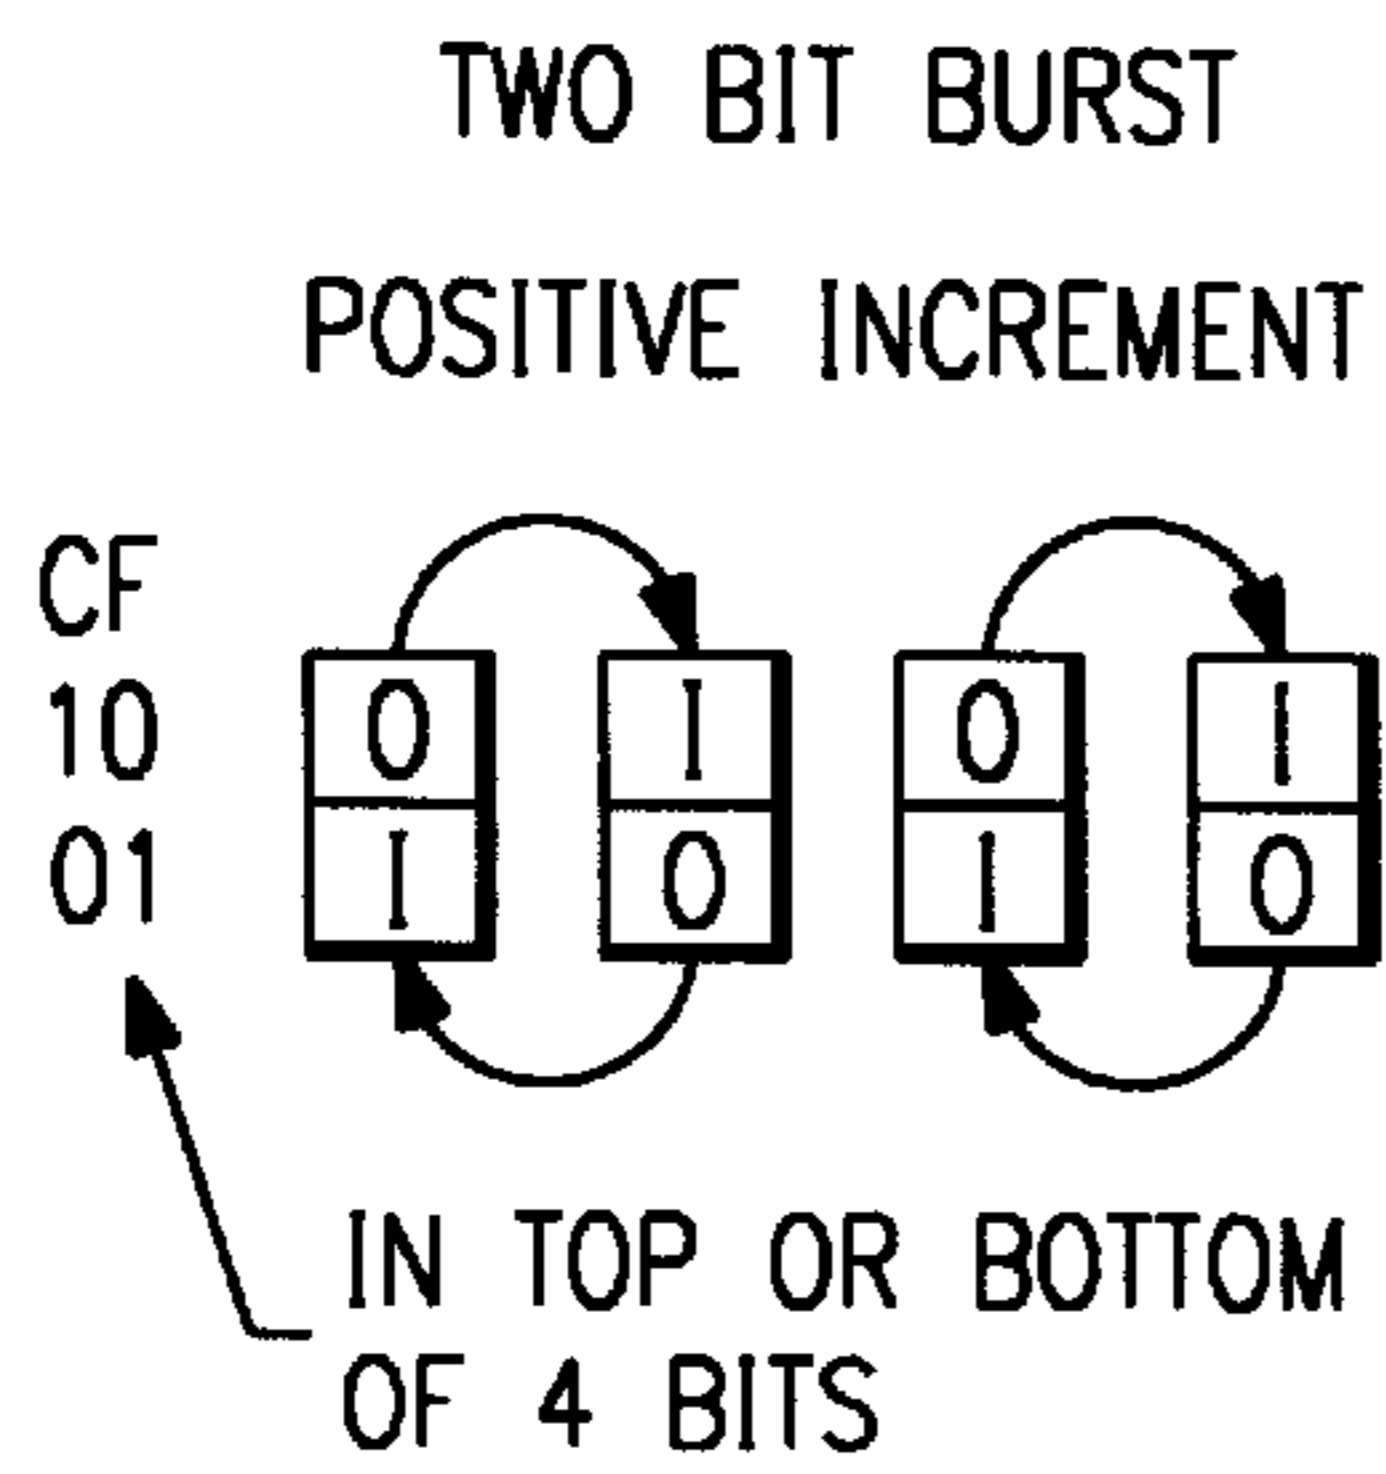 TWO BIT BURST
POSITIVE INCREMENT
CF
10 0 1 0 1
01 1 0 1 0
IN TOP OR BOTTOM
OF 4 BITS